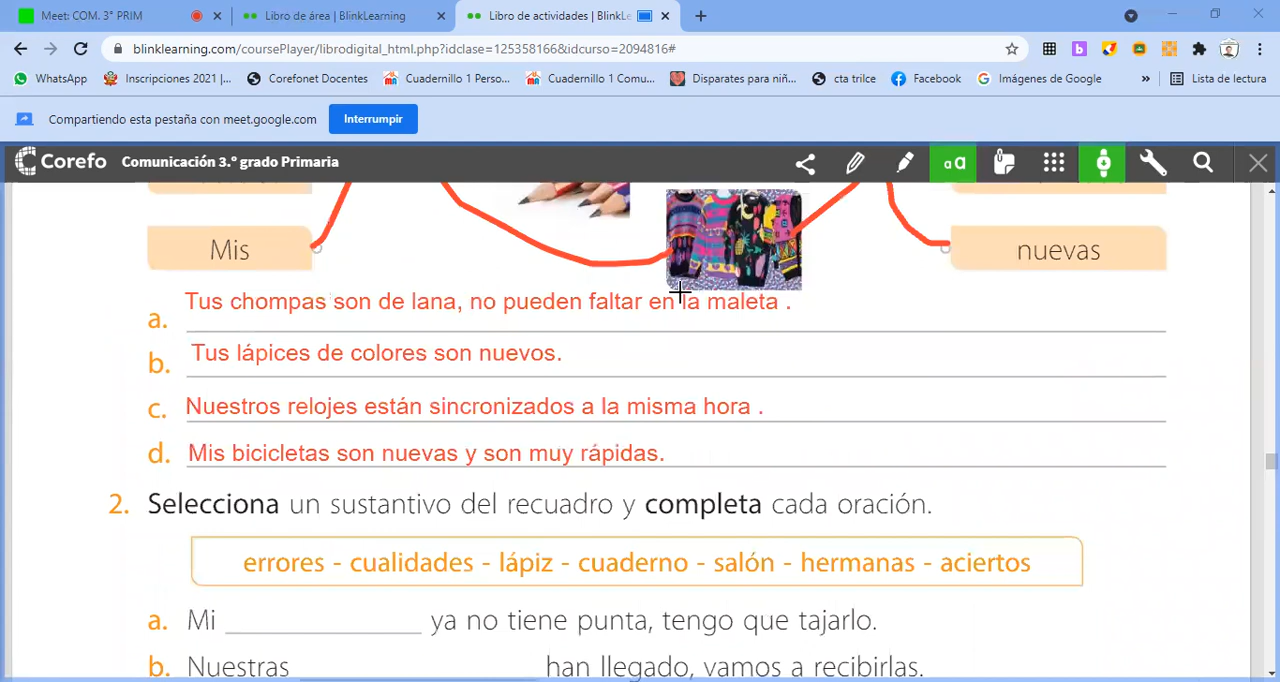 Meet: COM. 3° PRIM
Libro de área | BlinkLearning
Libro de actividades | BlinkL
blinklearning.com/coursePlayer/librodigital_html.php?idclase=125358166&idcurso=2094816#
WhatsApp
Inscripciones 2021 |...
Corefonet Docentes
Cuadernillo 1 Perso...
Cuadernillo 1 Comu...
Disparates para niñ...
cta trilce
Facebook
Imágenes de Google
»
Lista de lectura
Compartiendo esta pestaña con meet.google.com
Interrumpir
Corefo
Comunicación 3.º grado Primaria
aa
Mis
nuevas
a. Tus chompas son de lana, no pueden faltar en la maleta .
b. Tus lápices de colores son nuevos.
c. Nuestros relojes están sincronizados a la misma hora .
d. Mis bicicletas son nuevas y son muy rápidas.
2. Selecciona un sustantivo del recuadro y completa cada oración.
errores - cualidades - lápiz - cuaderno - salón - hermanas - aciertos
a. Mi ____________ ya no tiene punta, tengo que tajarlo.
b. Nuestras ____________ han llegado, vamos a recibirlas.